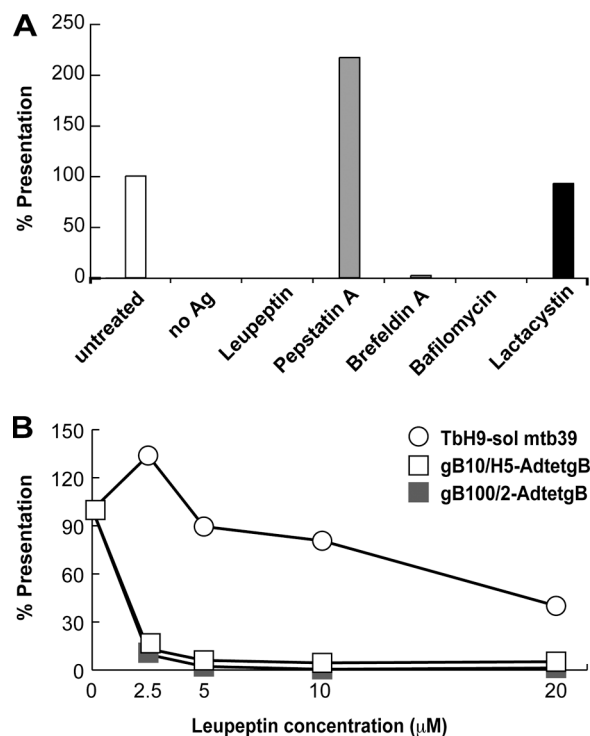 A
% Presentation
250
200
150
100
50
0
untreated
no Ag
Leupeptin
Pepstatin A
Brefeldin A
Bafilomycin
Lactacystin
B
% Presentation
150
120
90
60
30
0
TbH9-sol mtb39
gB10/H5-AdtetgB
gB100/2-AdtetgB
0 2.5 5 10 20
Leupeptin concentration (μM)